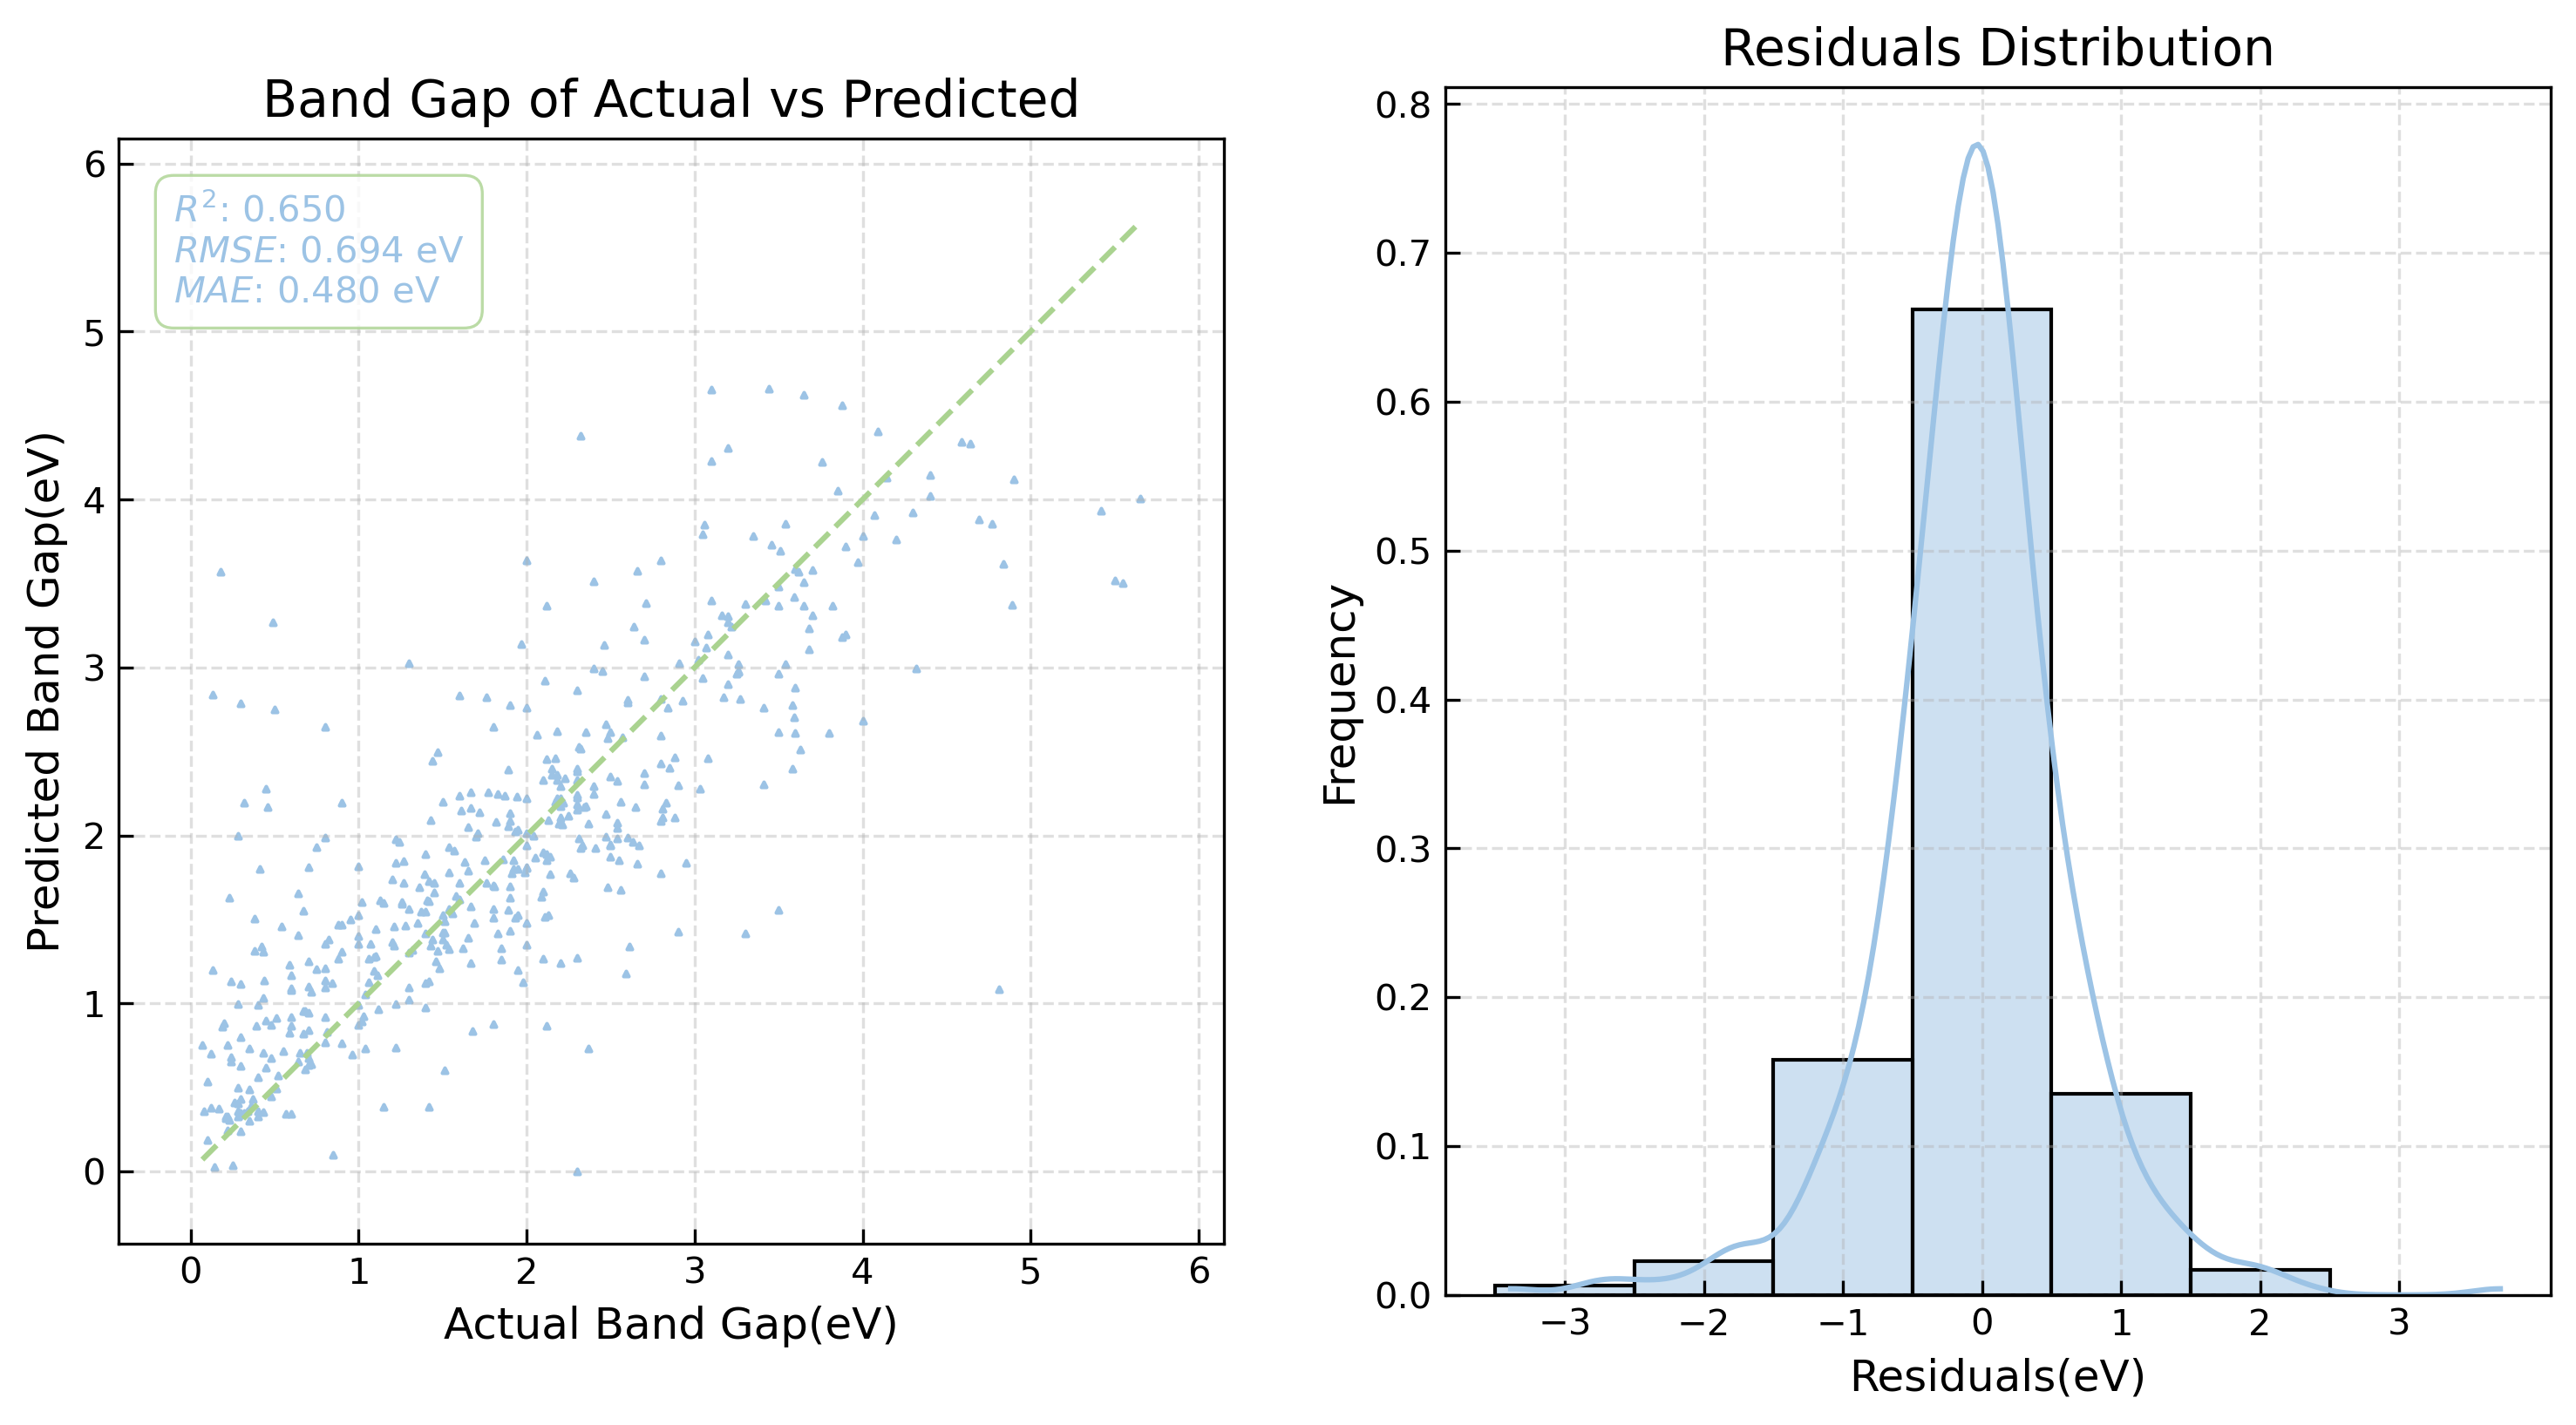 Band Gap of Actual vs Predicted
R²: 0.650
RMSE: 0.694 eV
MAE: 0.480 eV
Predicted Band Gap(eV)
6
5
4
3
2
1
0
0 1 2 3 4 5 6
Actual Band Gap(eV)
Residuals Distribution
Frequency
0.8
0.7
0.6
0.5
0.4
0.3
0.2
0.1
0.0
−3 −2 −1 0 1 2 3
Residuals(eV)